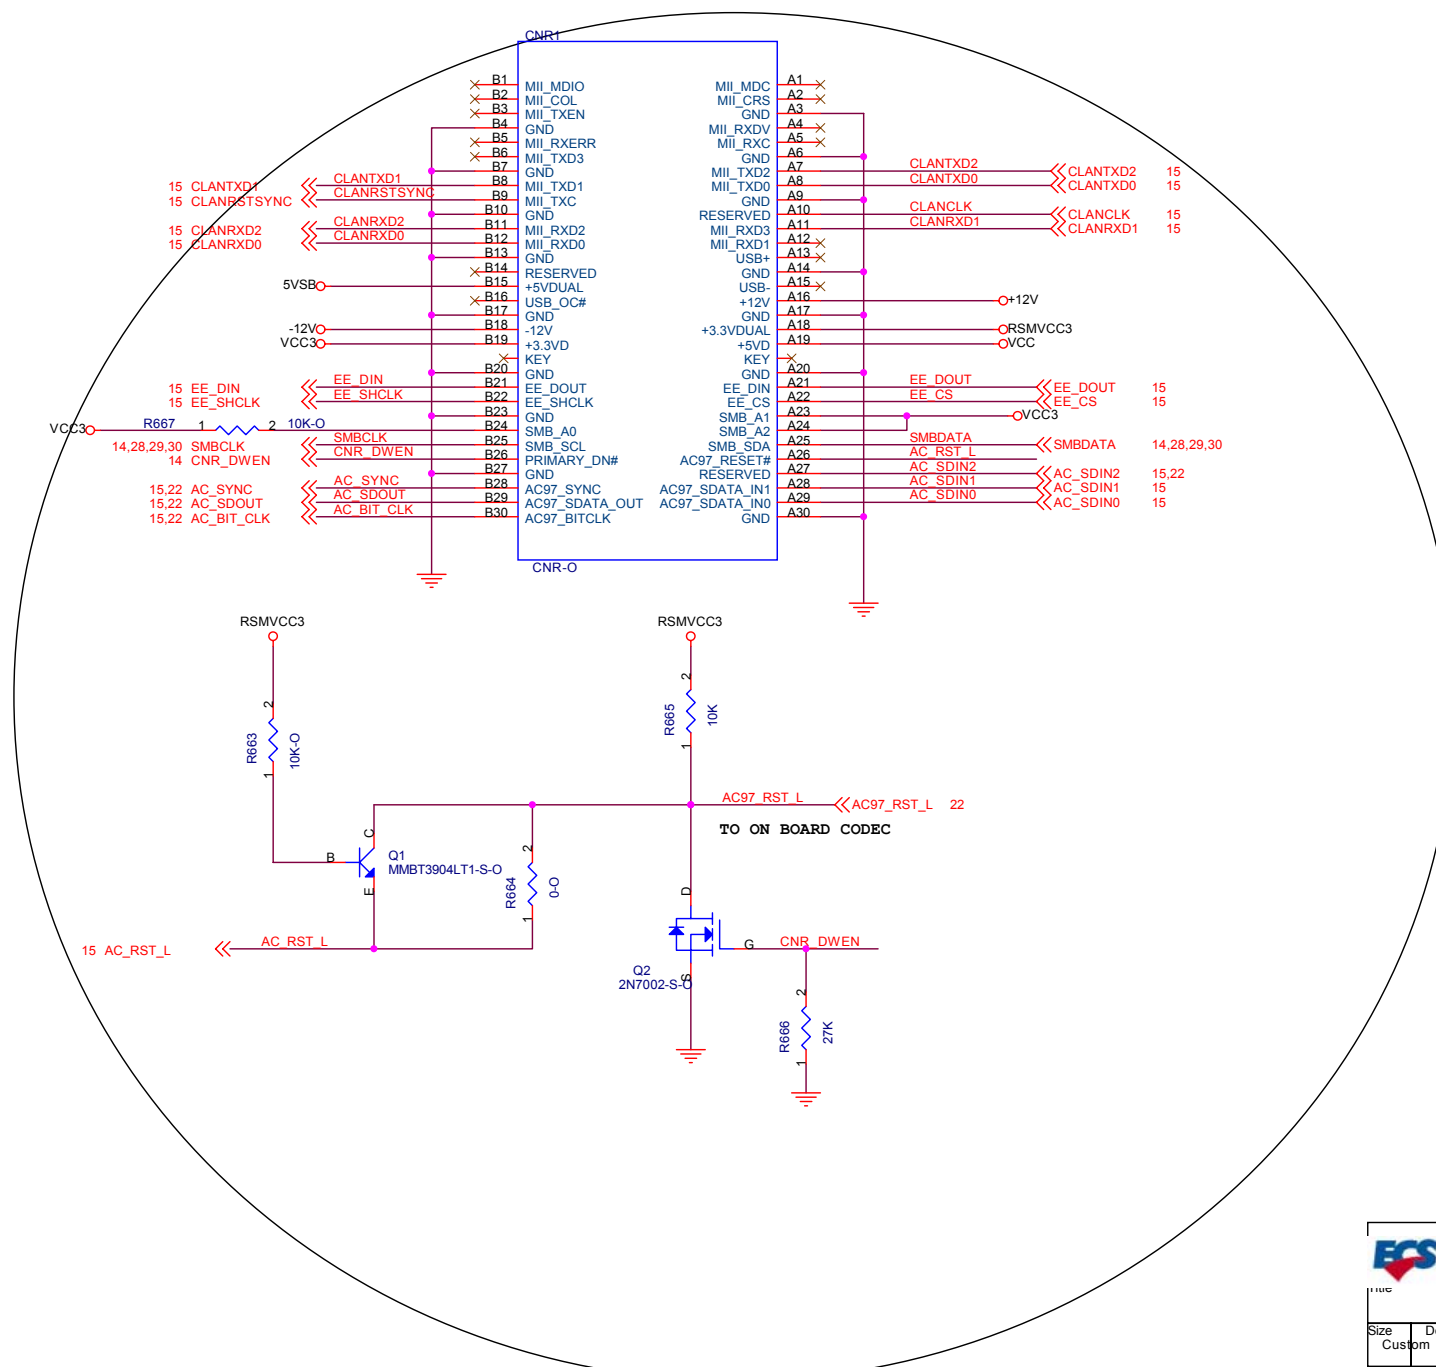 CNR1
B1 MII_MDIO MII_MDC A1
B2 MII_COL MII_CRS A2
B3 MII_TXEN GND A3
B4 GND MII_RXDV A4
B5 MII_RXERR MII_RXC A5
B6 MII_TXD3 GND A6
B7 GND MII_TXD2 A7 CLANTXD2 CLANTXD2 15
15 CLANTXD1 CLANTXD1 B8 MII_TXD1 MII_TXD0 A8 CLANTXD0 CLANTXD0 15
15 CLANRSTSYNC CLANRSTSYNC B9 MII_TXC GND A9
B10 GND RESERVED A10 CLANCLK CLANCLK 15
15 CLANRXD2 CLANRXD2 B11 MII_RXD2 MII_RXD3 A11 CLANRXD1 CLANRXD1 15
15 CLANRXD0 CLANRXD0 B12 MII_RXD0 MII_RXD1 A12
B13 GND USB+ A13
B14 RESERVED GND A14
5VSB B15 +5VDUAL USB- A15
B16 USB_OC# +12V A16 +12V
B17 GND GND A17
-12V B18 -12V +3.3VDUAL A18 RSMVCC3
VCC3 B19 +3.3VD +5VD A19 VCC
KEY KEY
B20 GND GND A20
15 EE_DIN EE_DIN B21 EE_DOUT EE_DIN A21 EE_DOUT EE_DOUT 15
15 EE_SHCLK EE_SHCLK B22 EE_SHCLK EE_CS A22 EE_CS EE_CS 15
B23 GND SMB_A1 A23 VCC3
VCC3 R667 1 2 10K-O B24 SMB_A0 SMB_A2 A24
14,28,29,30 SMBCLK SMBCLK B25 SMB_SCL SMB_SDA A25 SMBDATA SMBDATA 14,28,29,30
14 CNR_DWEN CNR_DWEN B26 PRIMARY_DN# AC97_RESET# A26 AC_RST_L
B27 GND RESERVED A27 AC_SDIN2 AC_SDIN2 15,22
15,22 AC_SYNC AC_SYNC B28 AC97_SYNC AC97_SDATA_IN1 A28 AC_SDIN1 AC_SDIN1 15
15,22 AC_SDOUT AC_SDOUT B29 AC97_SDATA_OUT AC97_SDATA_IN0 A29 AC_SDIN0 AC_SDIN0 15
15,22 AC_BIT_CLK AC_BIT_CLK B30 AC97_BITCLK GND A30
CNR-O
RSMVCC3 RSMVCC3
2 R663 10K-O 1
2 R665 10K 1
AC97_RST_L AC97_RST_L 22
TO ON BOARD CODEC
B C E Q1
MMBT3904LT1-S-O
2 R664 0-O 1
15 AC_RST_L AC_RST_L
D G S CNR_DWEN
Q2
2N7002-S-O
2 R666 27K 1
ECS
Size
Custom